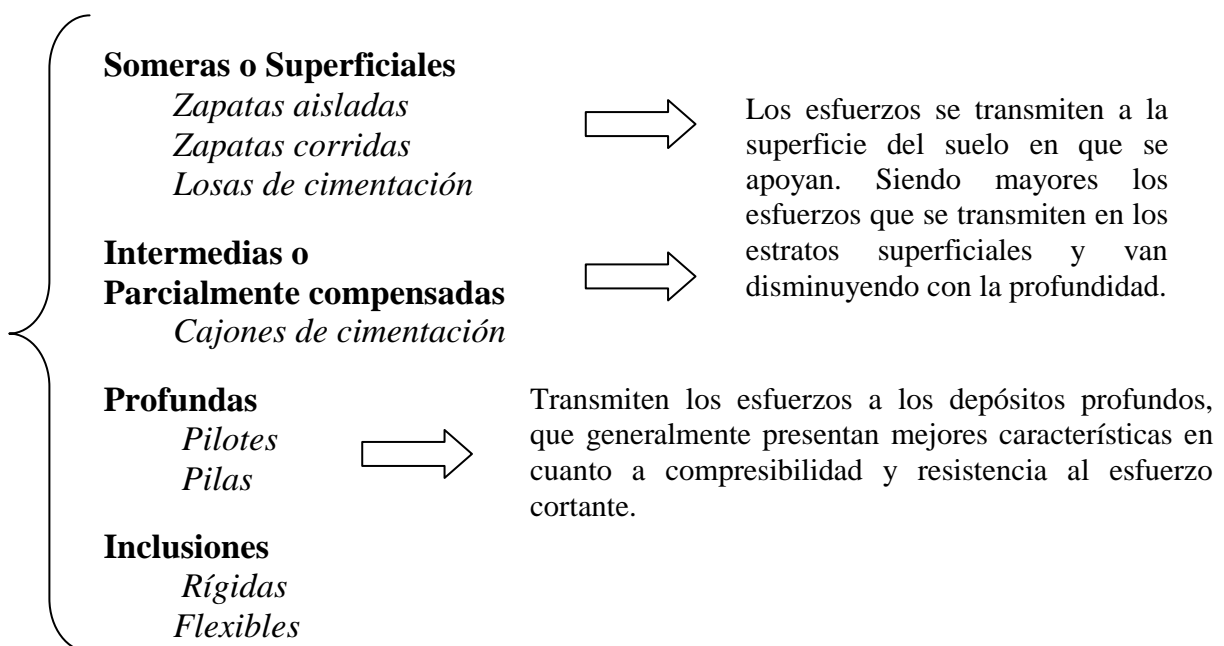 Someras o Superficiales
Zapatas aisladas
Zapatas corridas
Losas de cimentación
Los esfuerzos se transmiten a la
superficie del suelo en que se
apoyan. Siendo mayores los
esfuerzos que se transmiten en los
estratos superficiales y van
disminuyendo con la profundidad.
Intermedias o
Parcialmente compensadas
Cajones de cimentación
Profundas
Pilotes
Pilas
Transmiten los esfuerzos a los depósitos profundos,
que generalmente presentan mejores características en
cuanto a compresibilidad y resistencia al esfuerzo
cortante.
Inclusiones
Rígidas
Flexibles